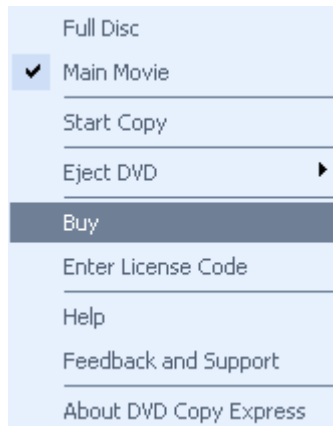 Full Disc
Main Movie
Start Copy
Eject DVD
Buy
Enter License Code
Help
Feedback and Support
About DVD Copy Express